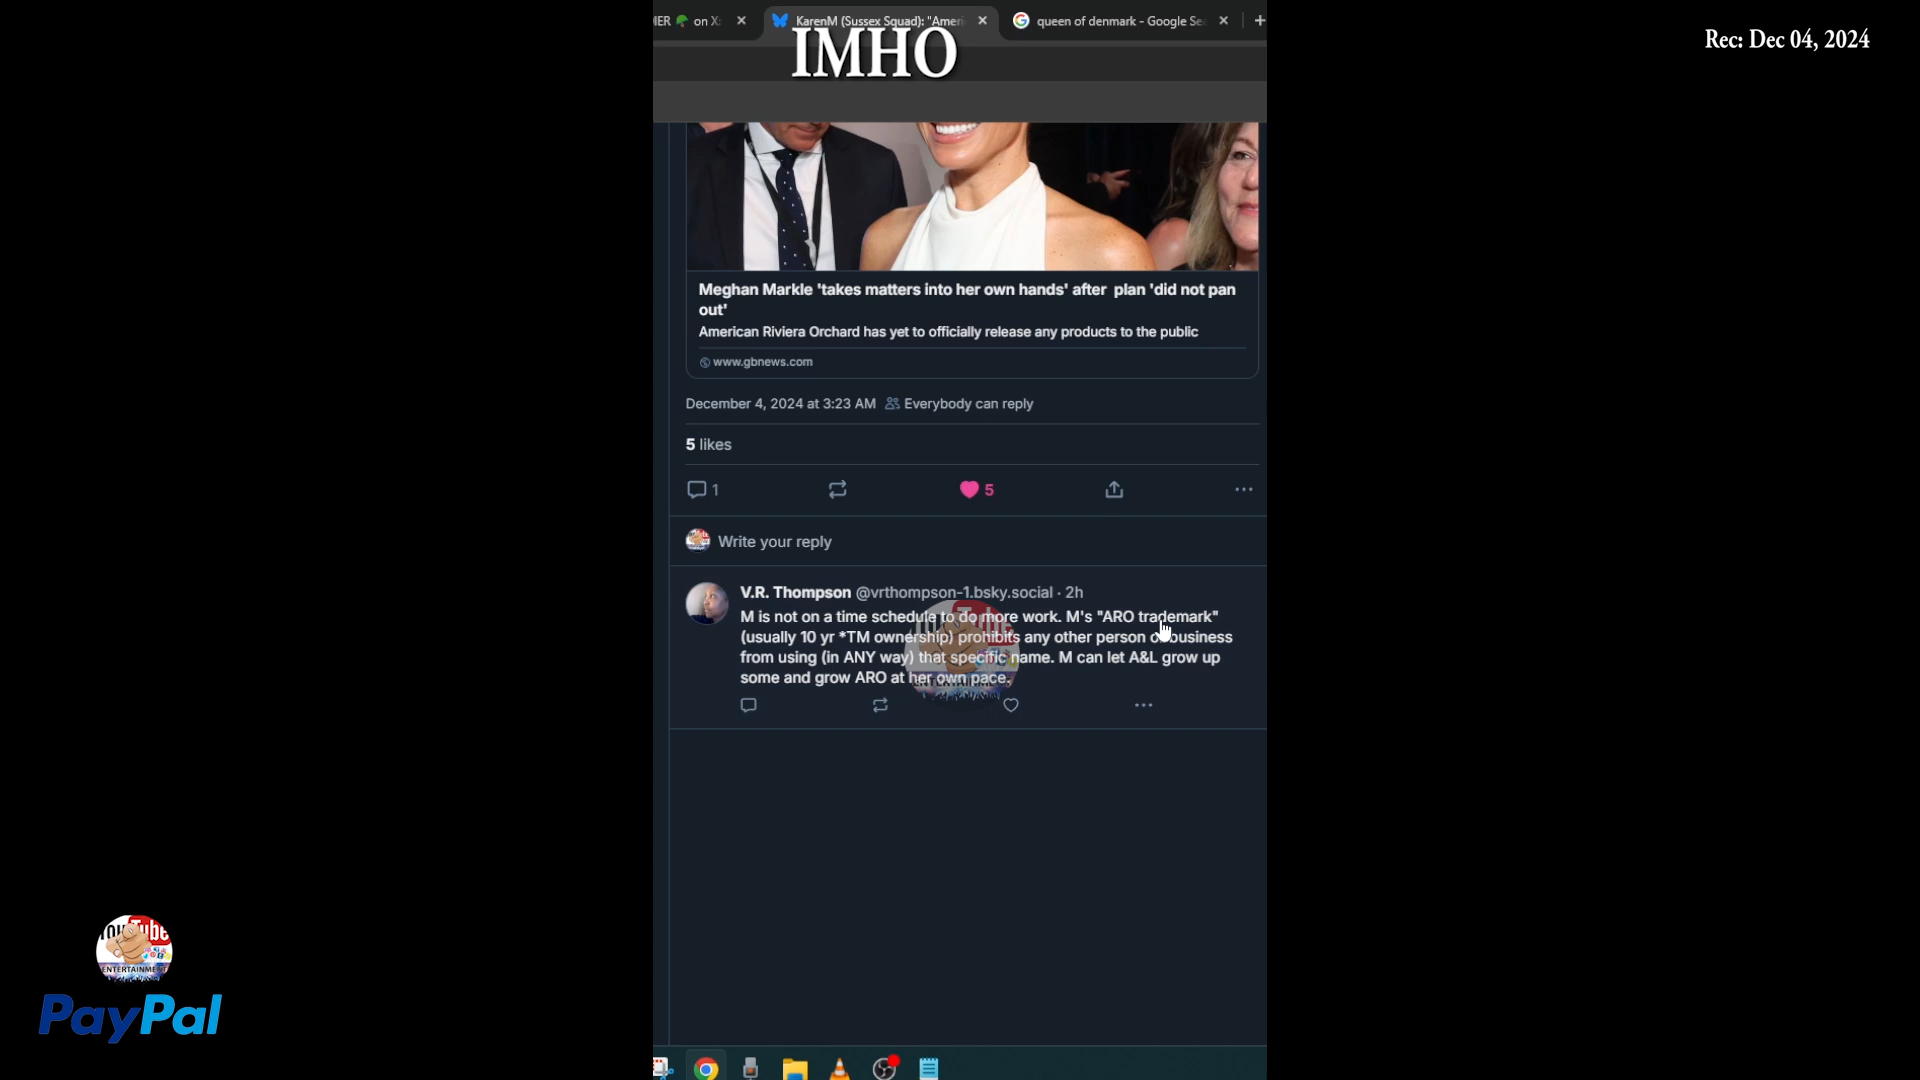 IER on X:
KarenM (Sussex Squad): "Ameri
queen of denmark - Google Se
IMHO
Rec: Dec 04, 2024
Meghan Markle 'takes matters into her own hands' after plan 'did not pan
out'
American Riviera Orchard has yet to officially release any products to the public
www.gbnews.com
December 4, 2024 at 3:23 AM Everybody can reply
5 likes
1
5
Write your reply
V.R. Thompson @vrthompson-1.bsky.social · 2h
M is not on a time schedule to do more work. M's "ARO trademark"
(usually 10 yr *TM ownership) prohibits any other person or business
from using (in ANY way) that specific name. M can let A&L grow up
some and grow ARO at her own pace.
YouTube
ENTERTAINMENT
PayPal